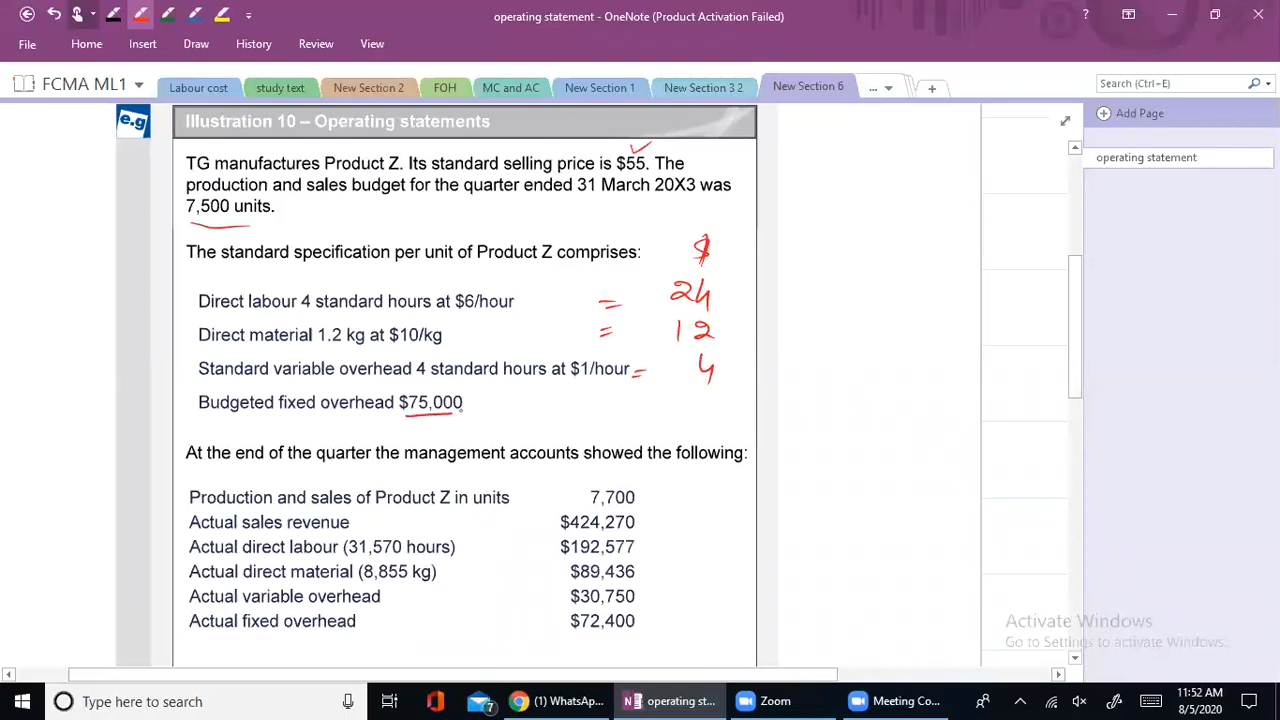 operating statement - OneNote (Product Activation Failed)
?
File Home Insert Draw History Review View
FCMA ML1 Labour cost study text New Section 2 FOH MC and AC New Section 1 New Section 3 2 New Section 6 ... + Search (Ctrl+E)
Add Page
operating statement
e.g
Illustration 10 – Operating statements
TG manufactures Product Z. Its standard selling price is $55. The
production and sales budget for the quarter ended 31 March 20X3 was
7,500 units.
The standard specification per unit of Product Z comprises: $
Direct labour 4 standard hours at $6/hour = 24
Direct material 1.2 kg at $10/kg = 12
Standard variable overhead 4 standard hours at $1/hour = 4
Budgeted fixed overhead $75,000
At the end of the quarter the management accounts showed the following:
Production and sales of Product Z in units 7,700
Actual sales revenue $424,270
Actual direct labour (31,570 hours) $192,577
Actual direct material (8,855 kg) $89,436
Actual variable overhead $30,750
Actual fixed overhead $72,400
Activate Windows
Go to Settings to activate Windows.
Type here to search
7
(1) WhatsApp...
operating sta...
Zoom
Meeting Co...
11:52 AM
8/5/2020